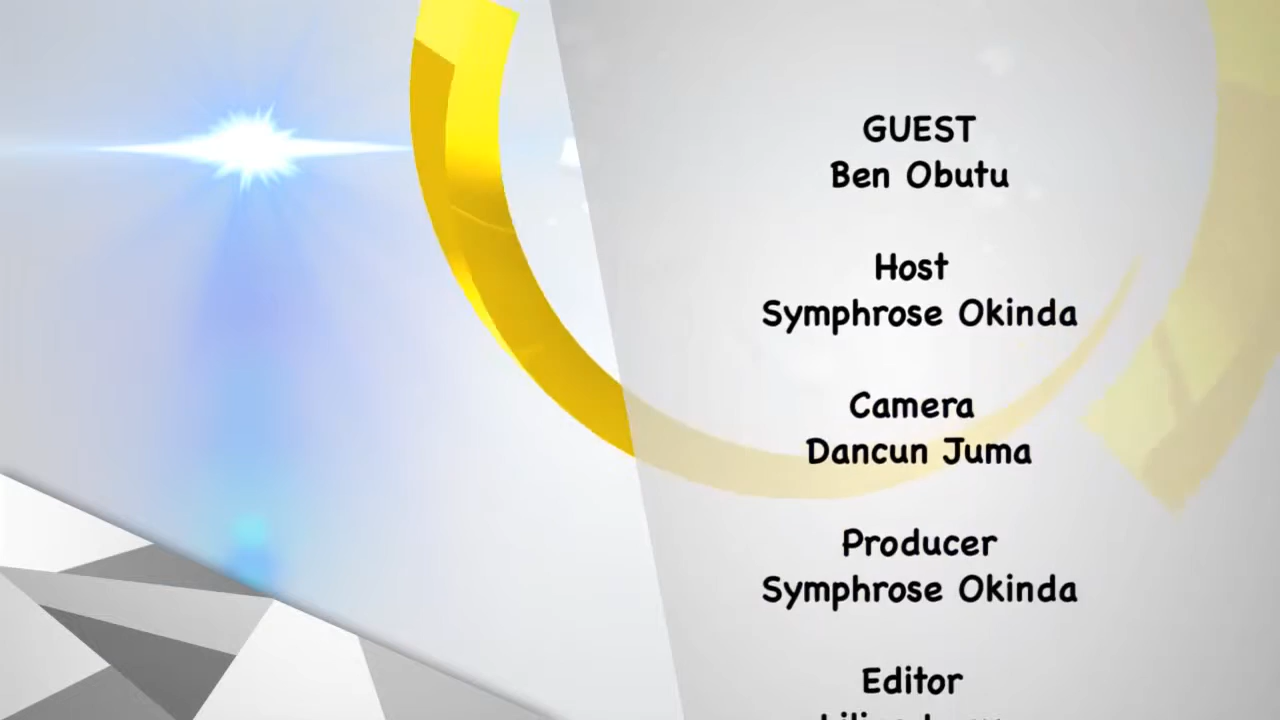 GUEST
Ben Obutu
Host
Symphrose Okinda
Camera
Dancun Juma
Producer
Symphrose Okinda
Editor